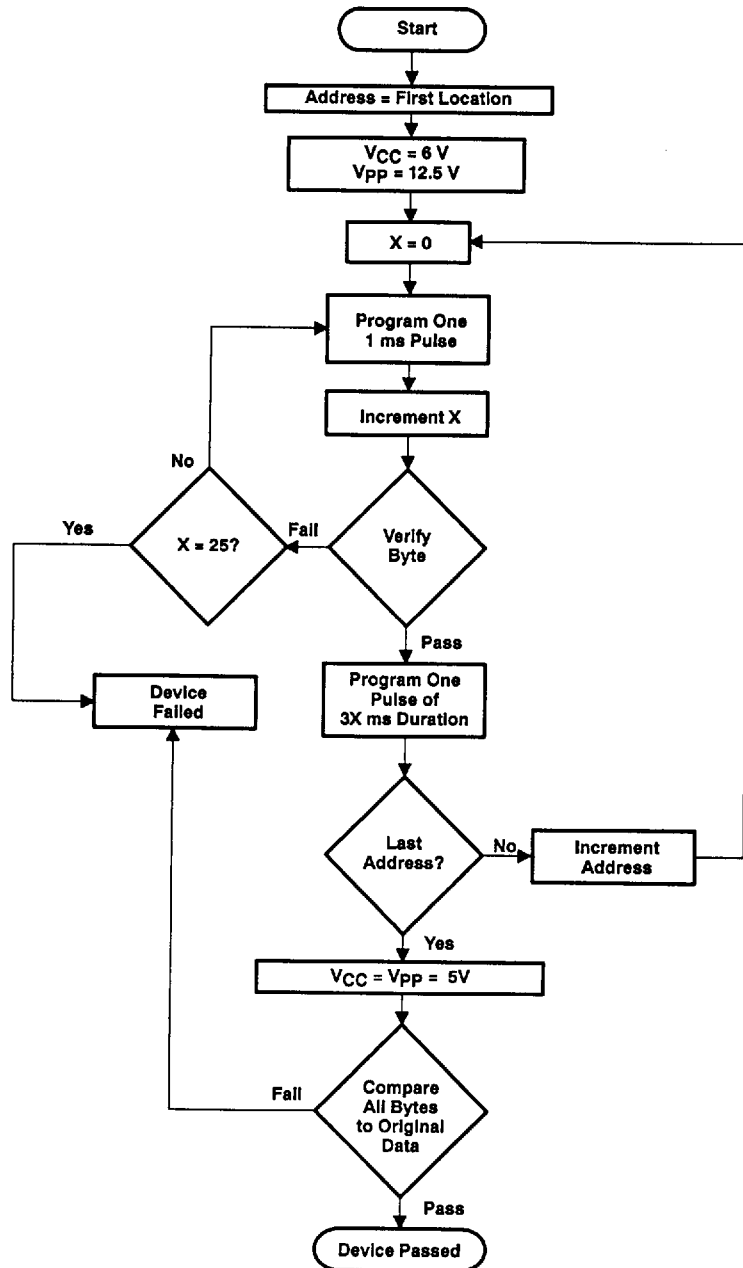 Start
Address = First Location
VCC = 6 V
VPP = 12.5 V
X = 0
Program One
1 ms Pulse
Increment X
No
Yes
X = 25?
Fail
Verify
Byte
Pass
Device
Failed
Program One
Pulse of
3X ms Duration
Last
Address?
No
Increment
Address
Yes
VCC = VPP = 5V
Fail
Compare
All Bytes
to Original
Data
Pass
Device Passed